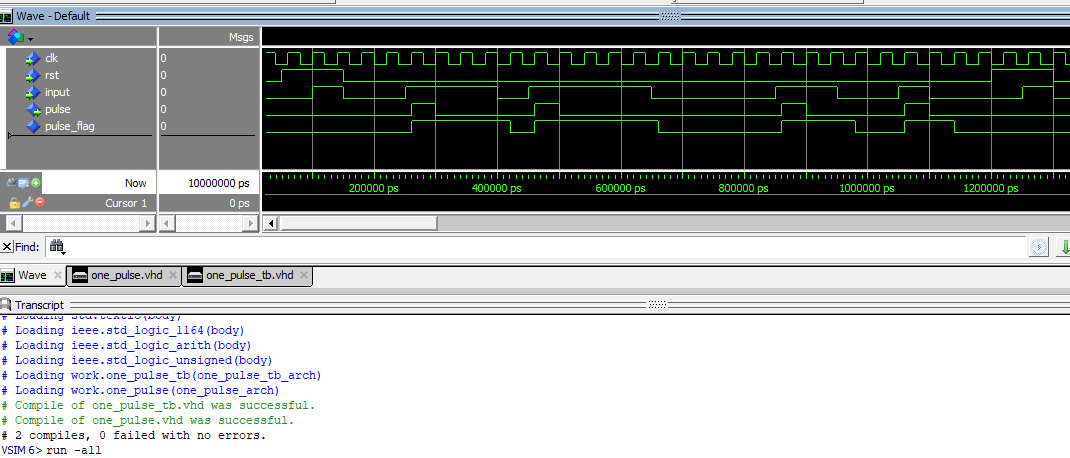 Wave - Default
Msgs
clk 0
rst 0
input 0
pulse 0
pulse_flag 0
Now 10000000 ps 200000 ps 400000 ps 600000 ps 800000 ps 1000000 ps 1200000 ps
Cursor 1 0 ps
Find:
Wave one_pulse.vhd one_pulse_tb.vhd
Transcript
# Loading std.textio(body)
# Loading ieee.std_logic_1164(body)
# Loading ieee.std_logic_arith(body)
# Loading ieee.std_logic_unsigned(body)
# Loading work.one_pulse_tb(one_pulse_tb_arch)
# Loading work.one_pulse(one_pulse_arch)
# Compile of one_pulse_tb.vhd was successful.
# Compile of one_pulse.vhd was successful.
# 2 compiles, 0 failed with no errors.
VSIM 6> run -all